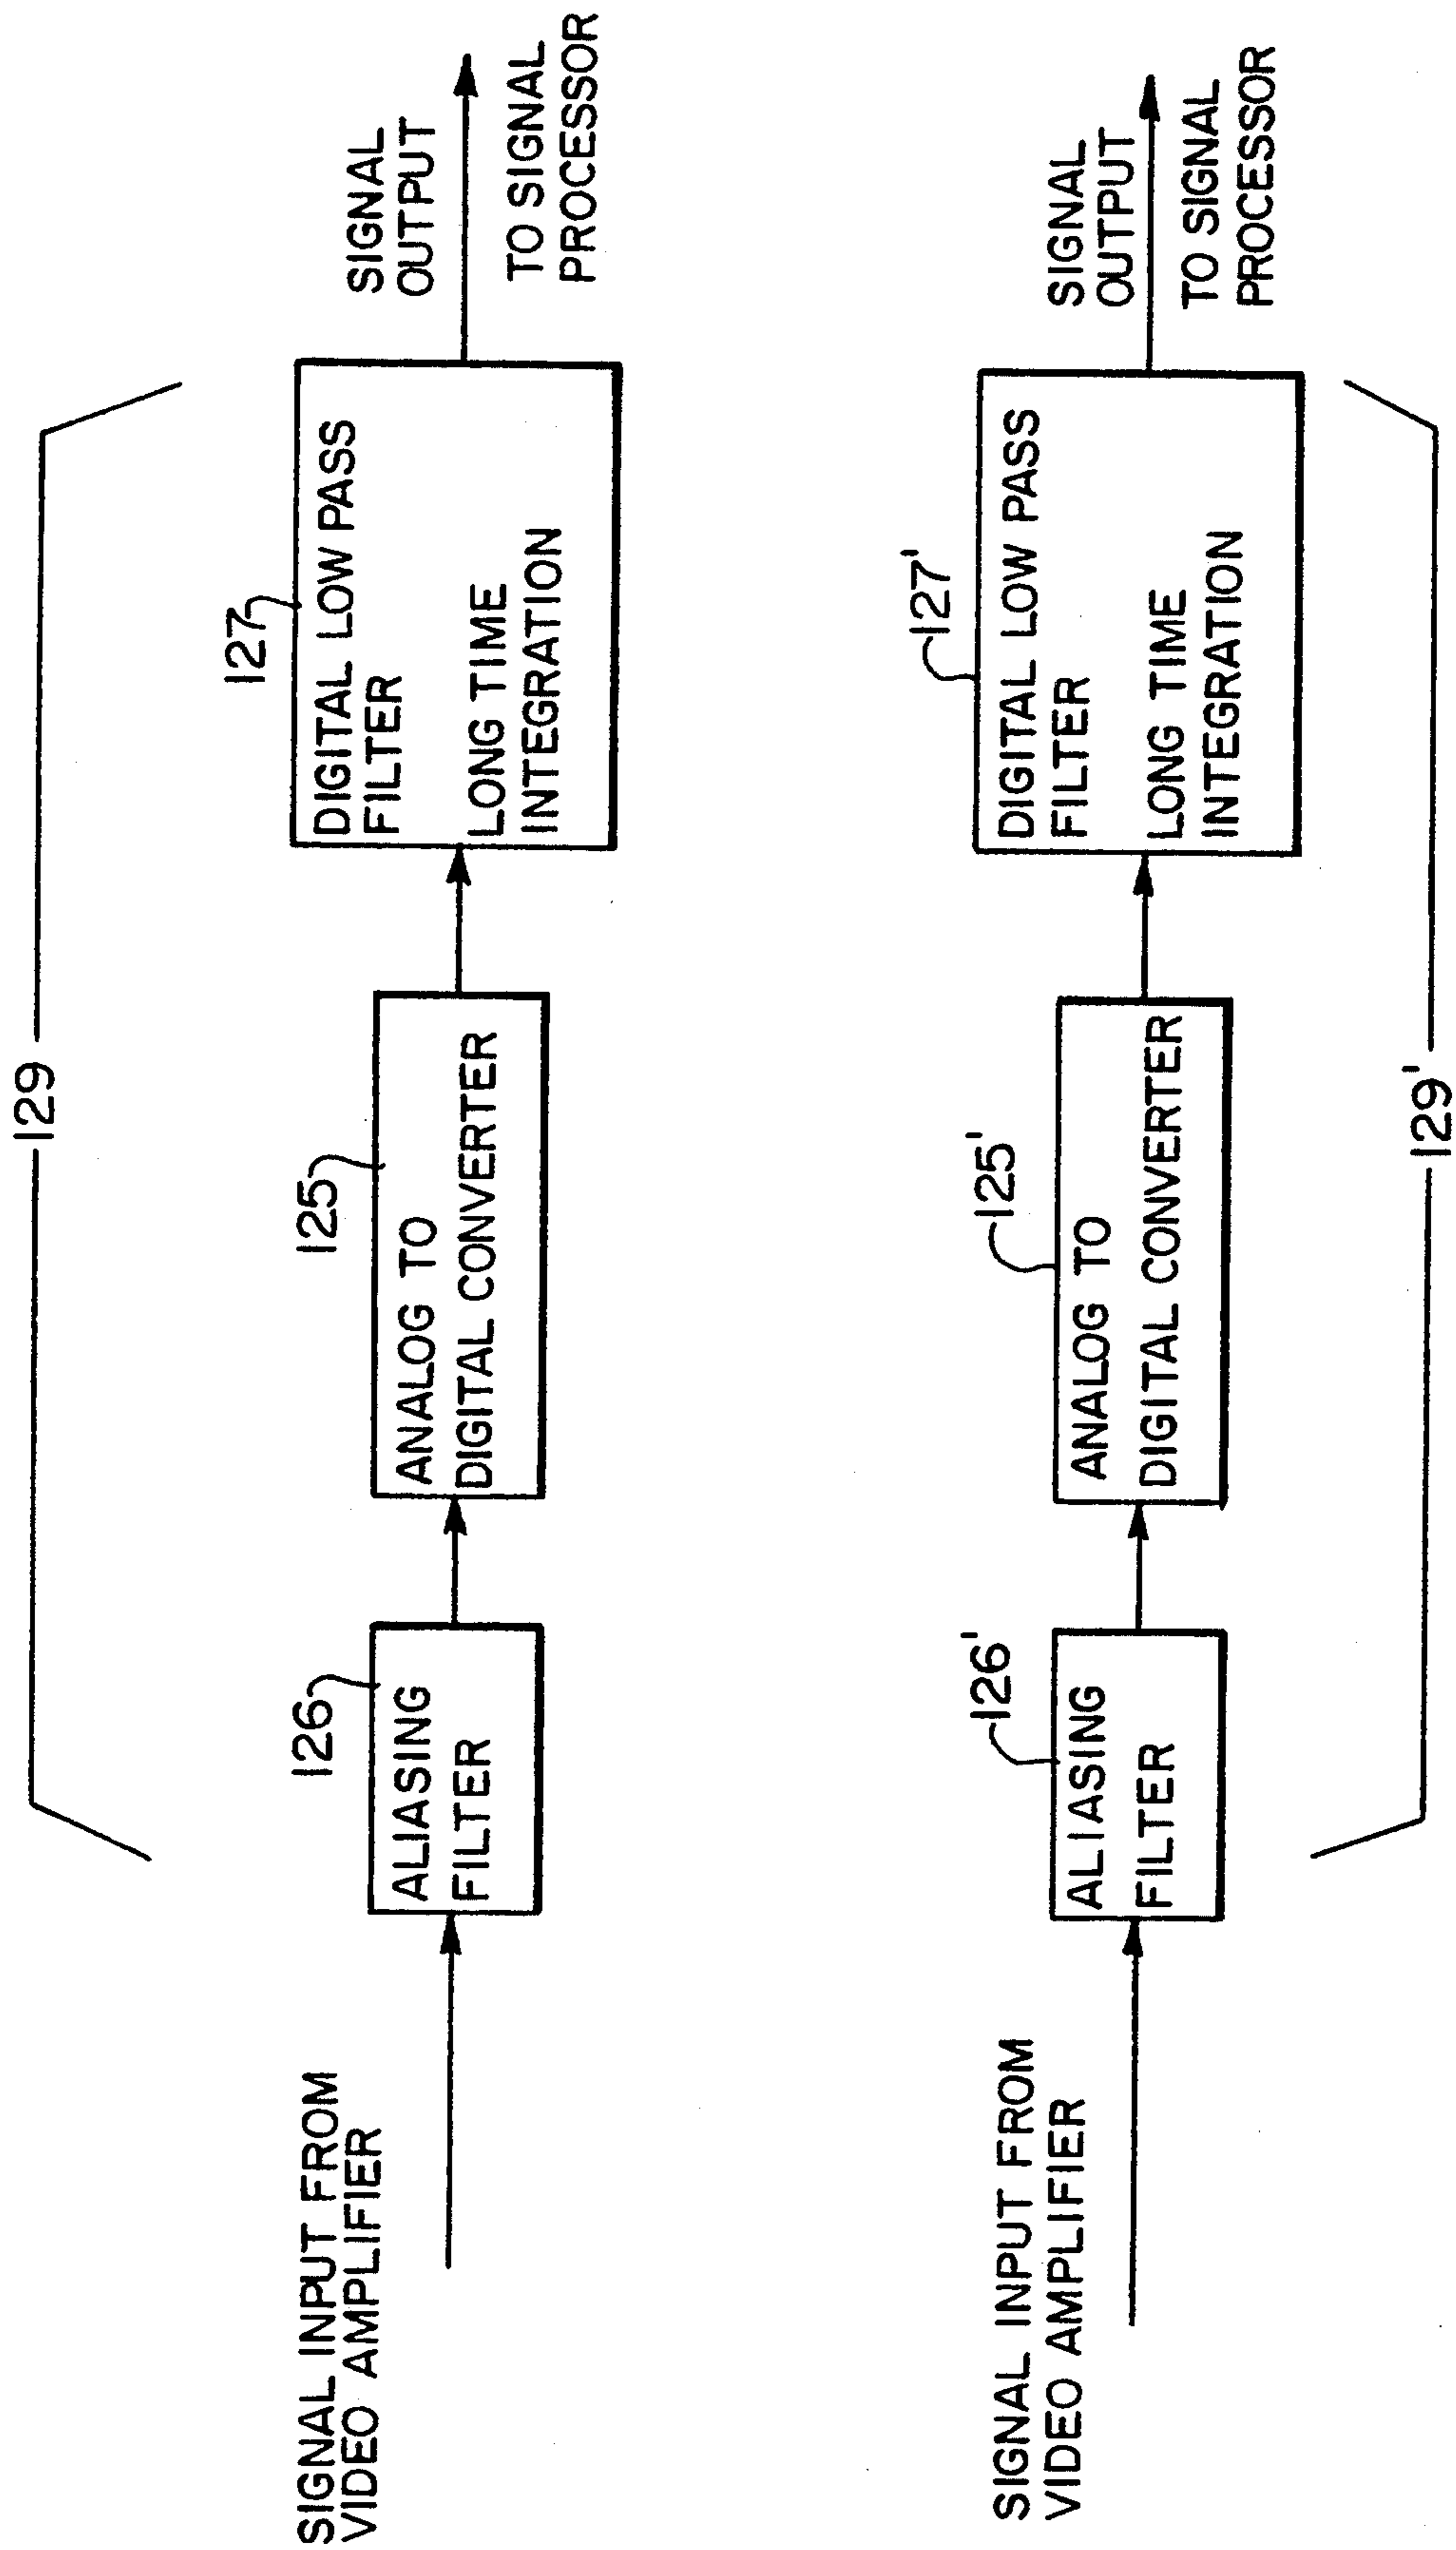 129
SIGNAL INPUT FROM
VIDEO AMPLIFIER
126
ALIASING
FILTER
125
ANALOG TO
DIGITAL CONVERTER
127
DIGITAL LOW PASS
FILTER
LONG TIME
INTEGRATION
SIGNAL
OUTPUT
TO SIGNAL
PROCESSOR
SIGNAL INPUT FROM
VIDEO AMPLIFIER
126'
ALIASING
FILTER
125'
ANALOG TO
DIGITAL CONVERTER
127'
DIGITAL LOW PASS
FILTER
LONG TIME
INTEGRATION
SIGNAL
OUTPUT
TO SIGNAL
PROCESSOR
129'